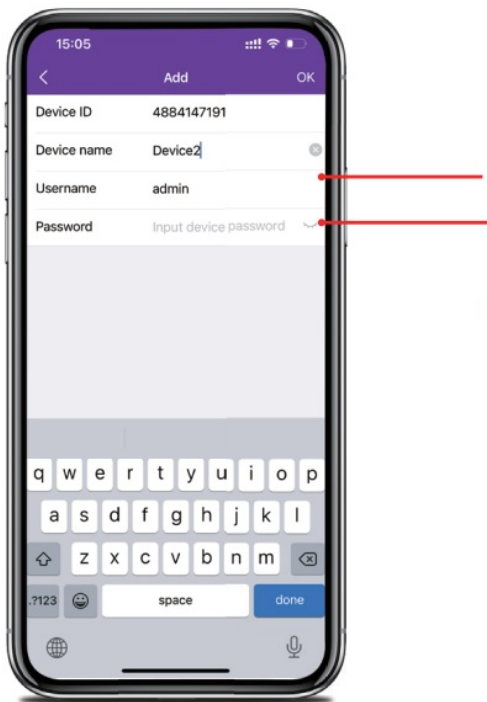 15:05
Add OK
Device ID 4884147191
Device name Device2
Username admin
Password Input device password
q w e r t y u i o p
a s d f g h j k l
z x c v b n m
.?123 space done